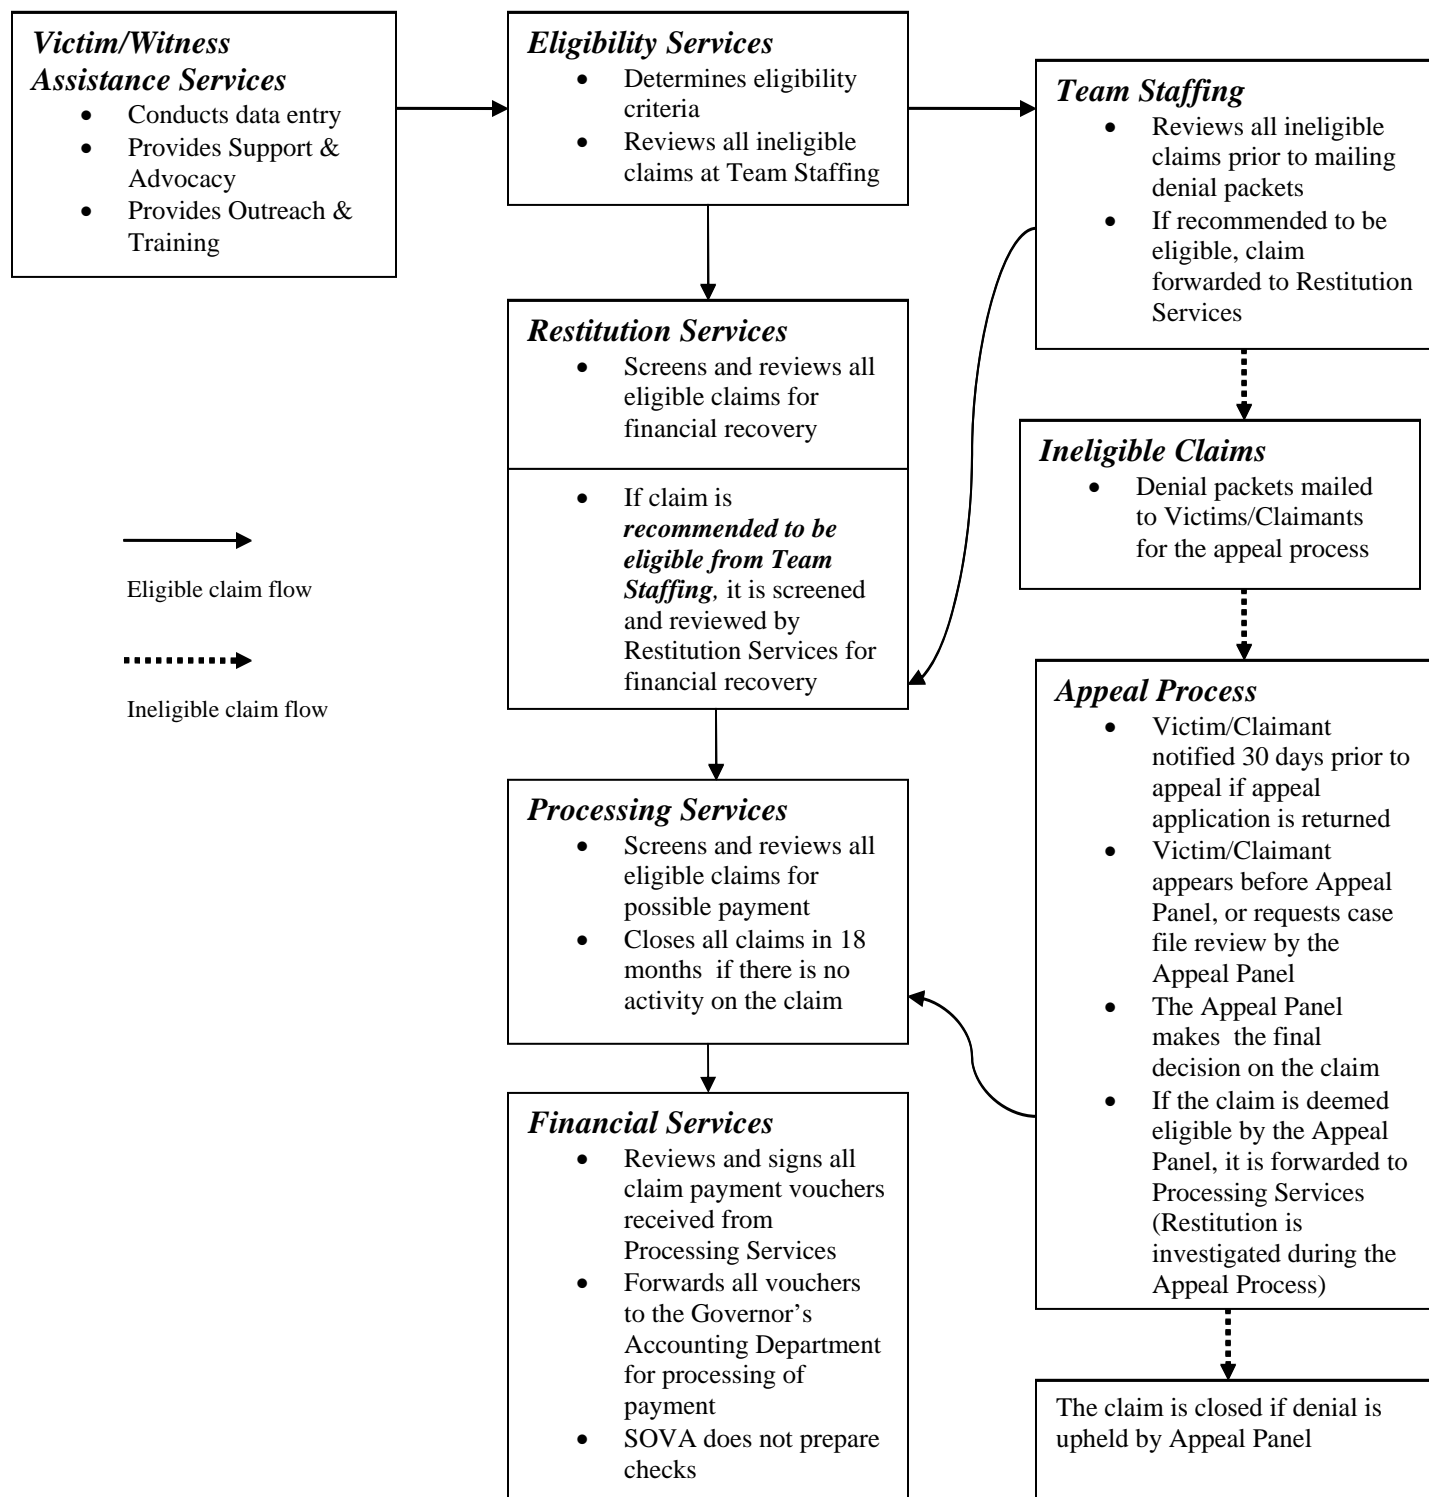 Victim/Witness
Assistance Services
• Conducts data entry
• Provides Support &
Advocacy
• Provides Outreach &
Training
Eligibility Services
• Determines eligibility
criteria
• Reviews all ineligible
claims at Team Staffing
Team Staffing
• Reviews all ineligible
claims prior to mailing
denial packets
• If recommended to be
eligible, claim
forwarded to Restitution
Services
Restitution Services
• Screens and reviews all
eligible claims for
financial recovery
• If claim is
recommended to be
eligible from Team
Staffing, it is screened
and reviewed by
Restitution Services for
financial recovery
Ineligible Claims
• Denial packets mailed
to Victims/Claimants
for the appeal process
Eligible claim flow
Ineligible claim flow
Appeal Process
• Victim/Claimant
notified 30 days prior to
appeal if appeal
application is returned
• Victim/Claimant
appears before Appeal
Panel, or requests case
file review by the
Appeal Panel
• The Appeal Panel
makes the final
decision on the claim
• If the claim is deemed
eligible by the Appeal
Panel, it is forwarded to
Processing Services
(Restitution is
investigated during the
Appeal Process)
Processing Services
• Screens and reviews all
eligible claims for
possible payment
• Closes all claims in 18
months if there is no
activity on the claim
Financial Services
• Reviews and signs all
claim payment vouchers
received from
Processing Services
• Forwards all vouchers
to the Governor's
Accounting Department
for processing of
payment
• SOVA does not prepare
checks
The claim is closed if denial is
upheld by Appeal Panel